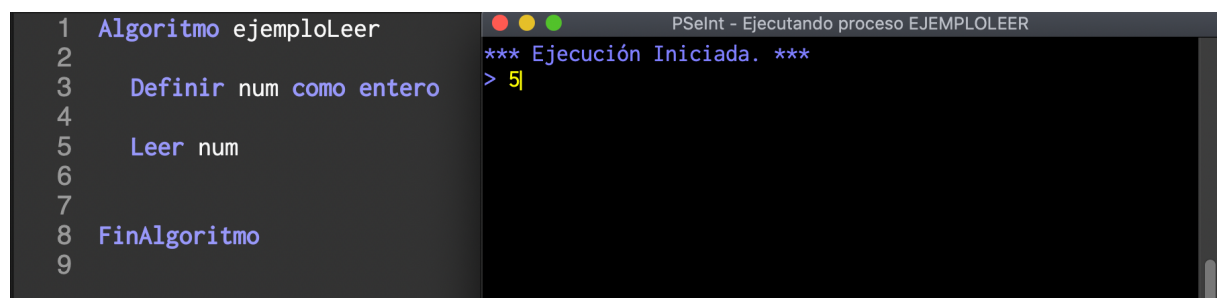 1 Algoritmo ejemploLeer
2
3 Definir num como entero
4
5 Leer num
6
7
8 FinAlgoritmo
9
PSeInt - Ejecutando proceso EJEMPLOLEER
*** Ejecución Iniciada. ***
> 5